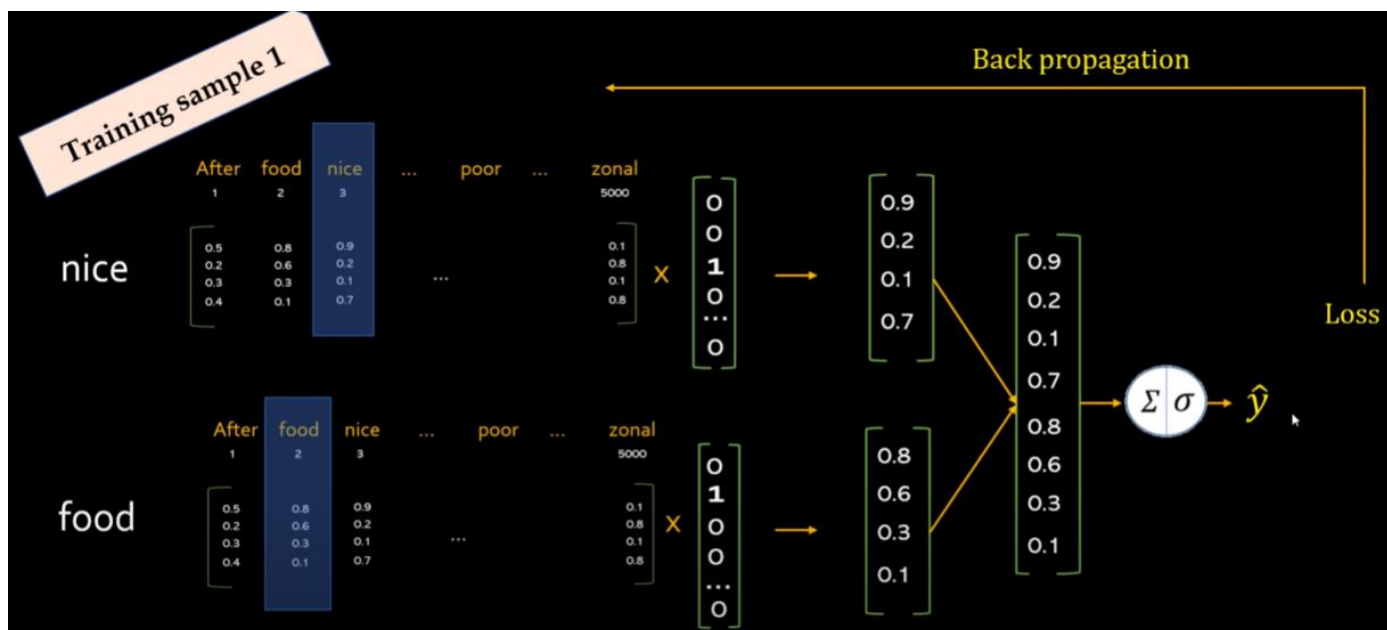 Training sample 1
Back propagation
After food nice ... poor ... zonal
1 2 3 5000
nice
0.5 0.8 0.9 0.1
0.2 0.6 0.2 0.8
0.3 0.3 0.1 ... 0.1
0.4 0.1 0.7 0.8
X
0
0
1
0
...
0
0.9
0.2
0.1
0.7
After food nice ... poor ... zonal
1 2 3 5000
food
0.5 0.8 0.9 0.1
0.2 0.6 0.2 0.8
0.3 0.3 0.1 ... 0.1
0.4 0.1 0.7 0.8
X
0
1
0
0
...
0
0.8
0.6
0.3
0.1
0.9
0.2
0.1
0.7
0.8
0.6
0.3
0.1
Σ σ
ŷ
Loss